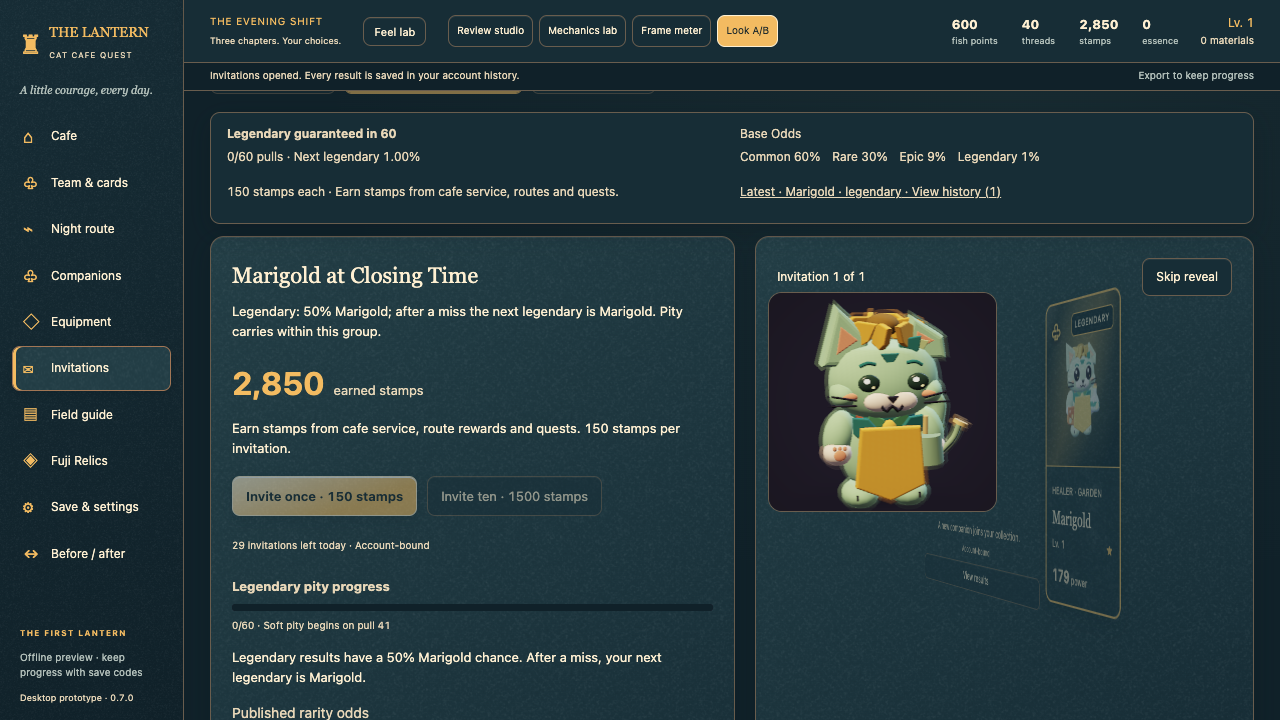 THE LANTERN
CAT CAFE QUEST
A little courage, every day.
Cafe
Team & cards
Night route
Companions
Equipment
Invitations
Field guide
Fuji Relics
Save & settings
Before / after
THE FIRST LANTERN
Offline preview · keep
progress with save codes
Desktop prototype · 0.7.0
THE EVENING SHIFT
Three chapters. Your choices.
Feel lab
Review studio
Mechanics lab
Frame meter
Look A/B
600
fish points
40
threads
2,850
stamps
0
essence
Lv. 1
0 materials
Invitations opened. Every result is saved in your account history.
Export to keep progress
Legendary guaranteed in 60
0/60 pulls · Next legendary 1.00%
150 stamps each · Earn stamps from cafe service, routes and quests.
Base Odds
Common 60% Rare 30% Epic 9% Legendary 1%
Latest · Marigold · legendary · View history (1)
Marigold at Closing Time
Legendary: 50% Marigold; after a miss the next legendary is Marigold. Pity
carries within this group.
2,850 earned stamps
Earn stamps from cafe service, route rewards and quests. 150 stamps per
invitation.
Invite once · 150 stamps
Invite ten · 1500 stamps
29 invitations left today · Account-bound
Legendary pity progress
0/60 · Soft pity begins on pull 41
Legendary results have a 50% Marigold chance. After a miss, your next
legendary is Marigold.
Published rarity odds
Invitation 1 of 1
Skip reveal
LEGENDARY
HEALER · GARDEN
Marigold
Lv. 1
179 power
A new companion joins your collection.
Account-bound
View results